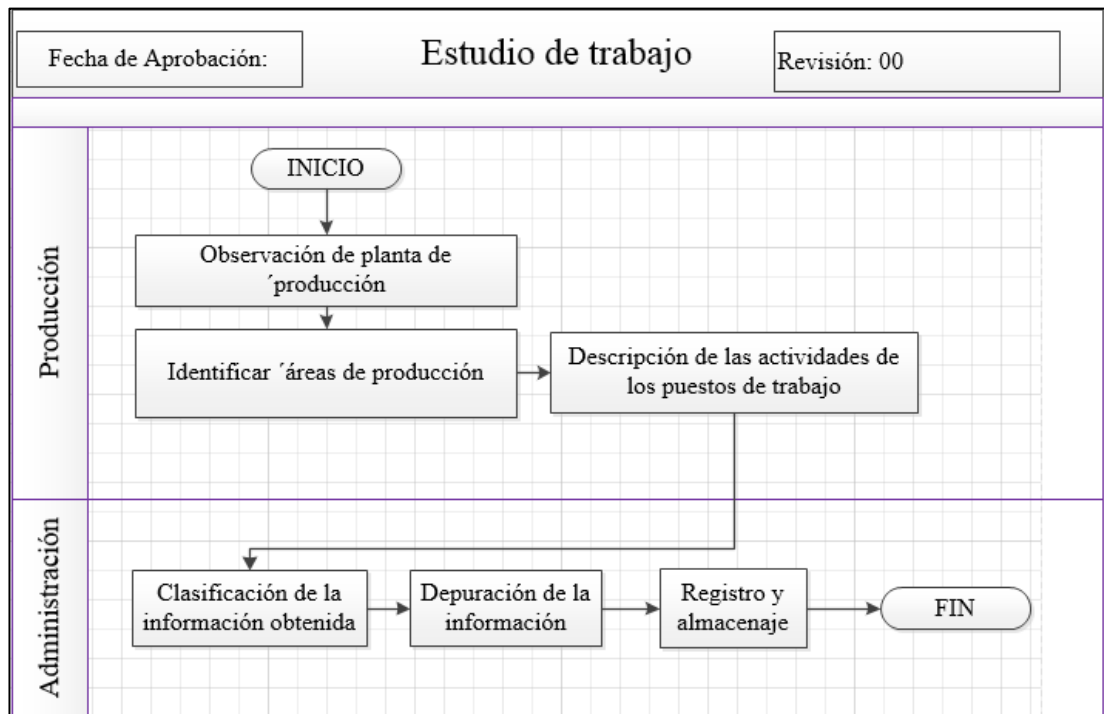 Fecha de Aprobación:
Estudio de trabajo
Revisión: 00
Producción
INICIO
Observación de planta de
´producción
Identificar ´áreas de producción
Descripción de las actividades de
los puestos de trabajo
Administración
Clasificación de la
información obtenida
Depuración de la
información
Registro y
almacenaje
FIN